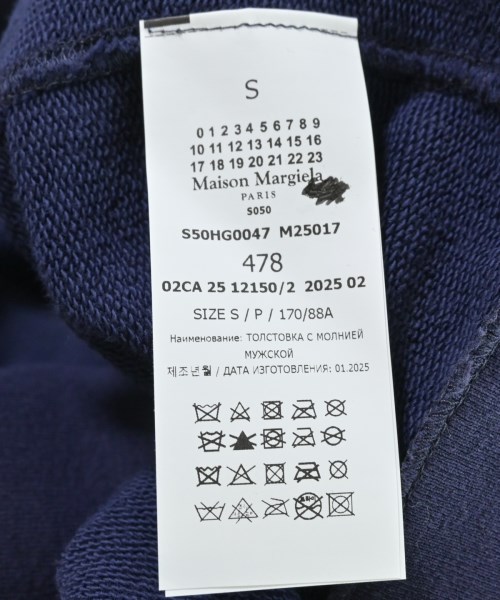 S
0 1 2 3 4 5 6 7 8 9
10 11 12 13 14 15 16
17 18 19 20 21 22 23
Maison Margiela
PARIS
S050
S50HG0047 M25017
478
02CA 25 12150/2 2025 02
SIZE S / P / 170/88A
Наименование: ТОЛСТОВКА С МОЛНИЕЙ
МУЖСКОЙ
제조년월 / ДАТА ИЗГОТОВЛЕНИЯ: 01.2025